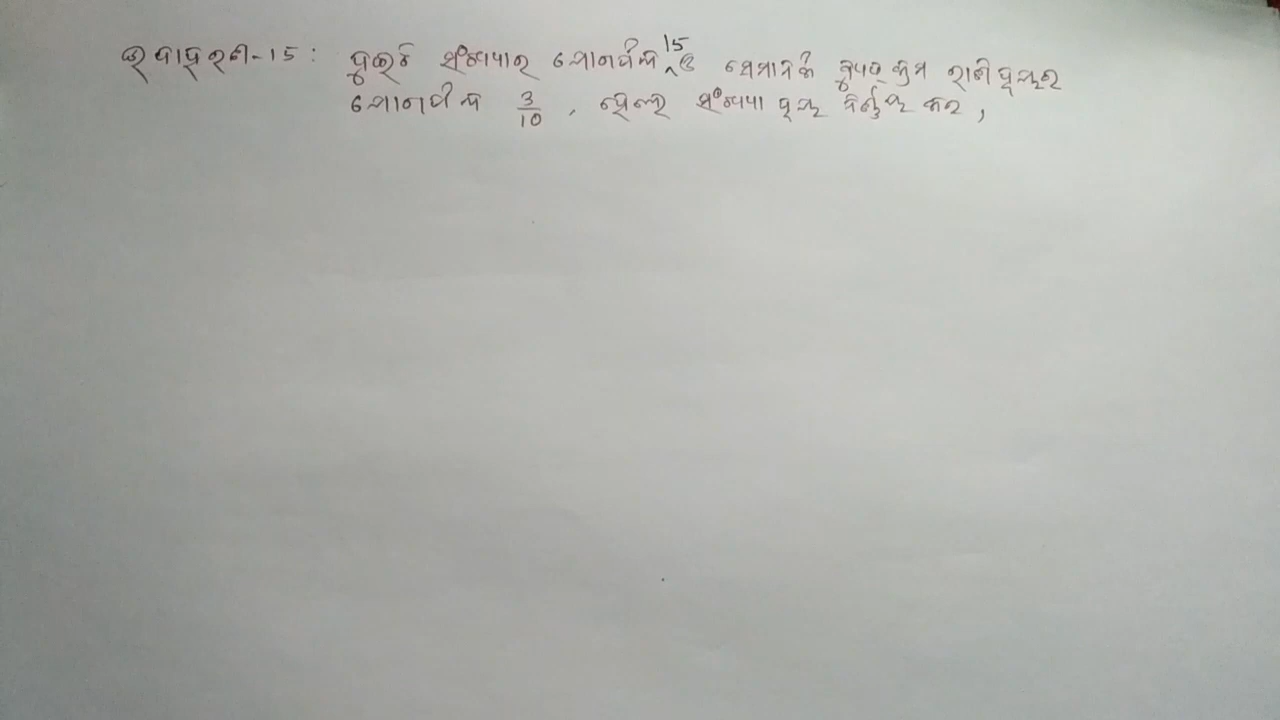 ଉଦାହରଣ-15 : ଦୁଇଟି ସଂଖ୍ୟାର ଯୋଗଫଳ 15 ଓ ସେମାନଙ୍କ ବ୍ୟୁତ୍କ୍ରମ ରାଶିଦ୍ୱୟର
ଯୋଗଫଳ 3/10 , ହେଲେ ସଂଖ୍ୟା ଦ୍ୱୟ ନିର୍ଣ୍ଣୟ କର ,